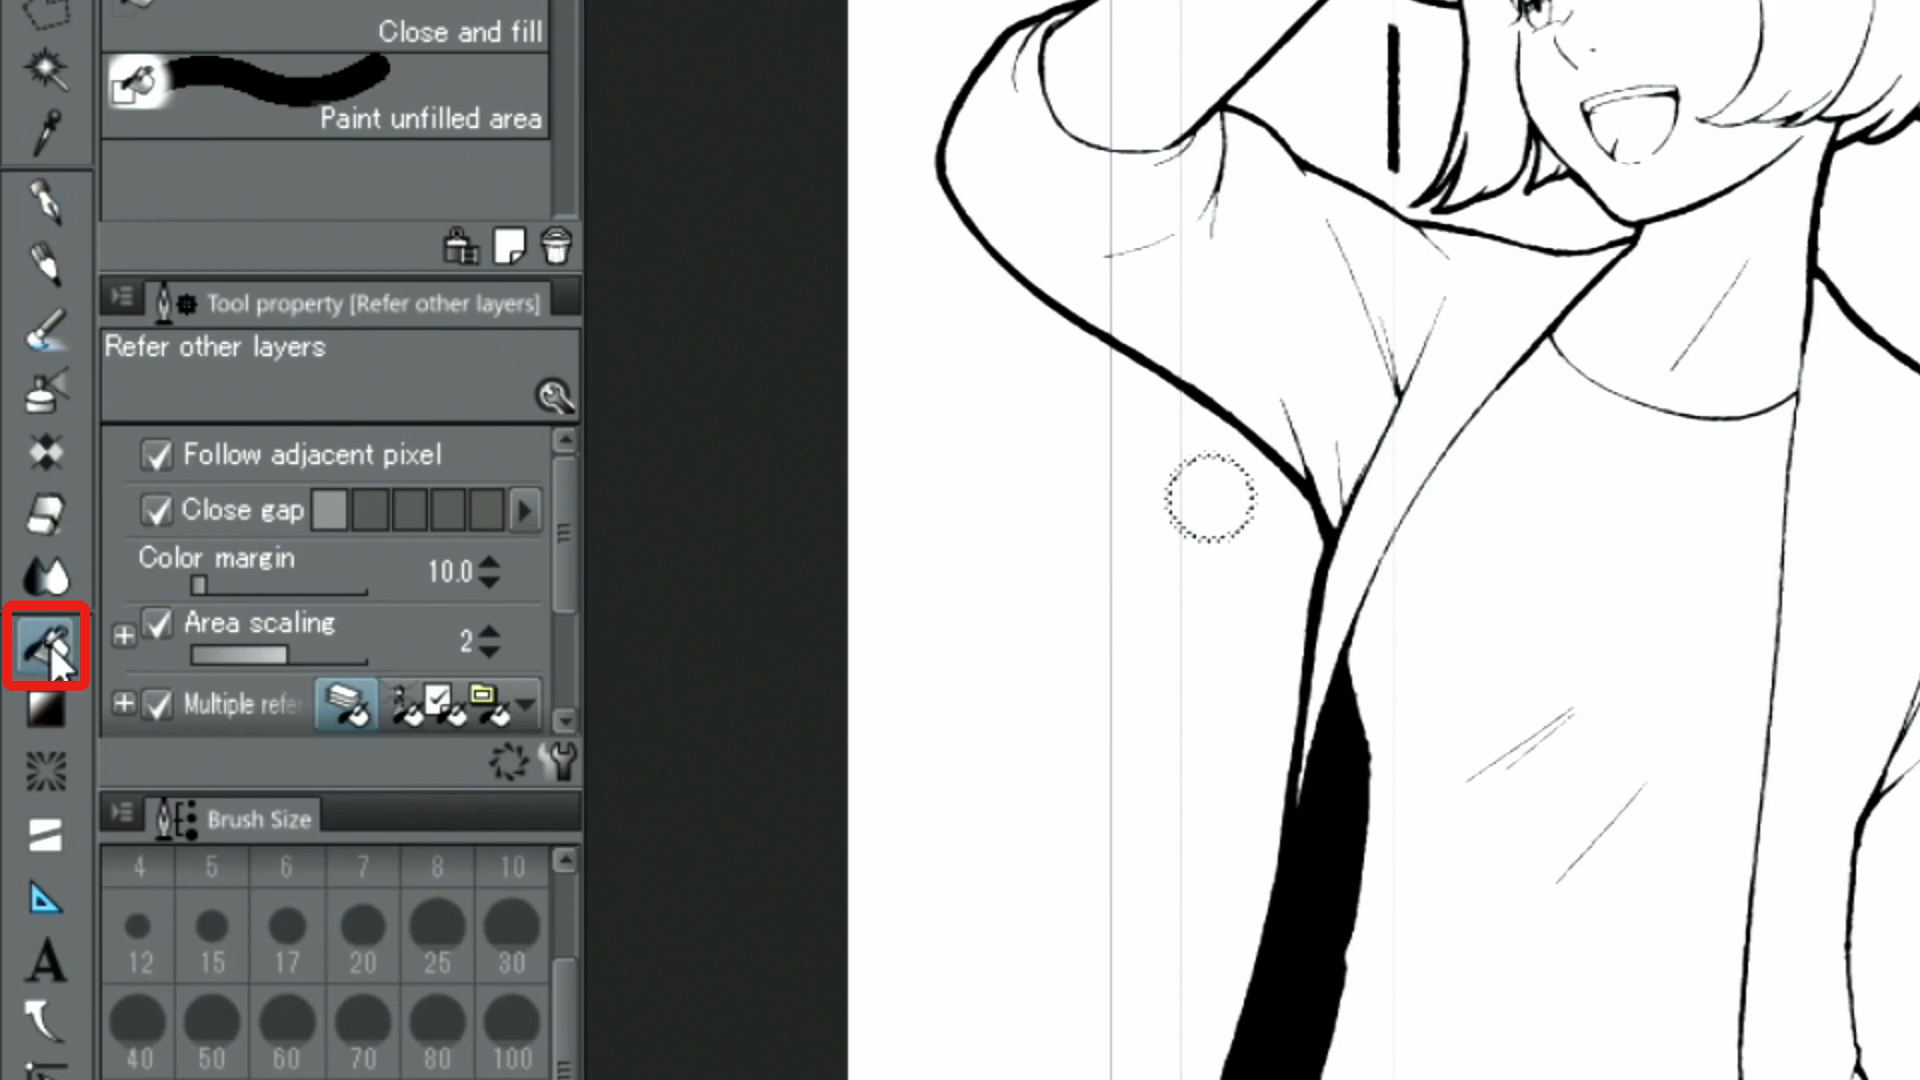 Close and fill
Paint unfilled area
Tool property [Refer other layers]
Refer other layers
Follow adjacent pixel
Close gap
Color margin
10.0
Area scaling
2
Multiple refer
Brush Size
4 5 6 7 8 10
12 15 17 20 25 30
40 50 60 70 80 100
A